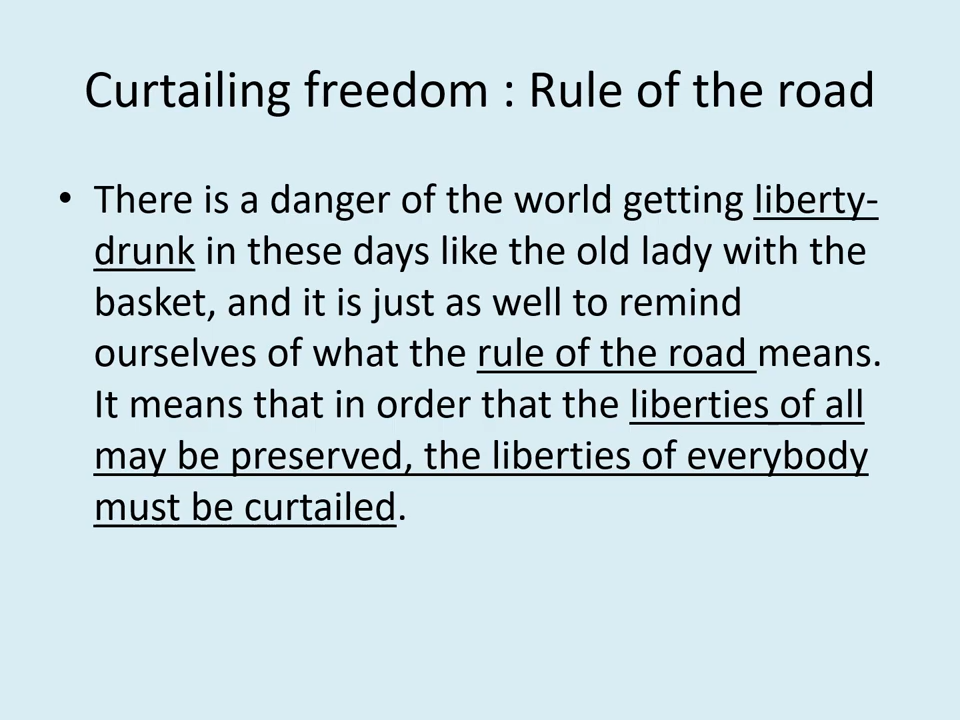 Curtailing freedom : Rule of the road
• There is a danger of the world getting liberty-
drunk in these days like the old lady with the
basket, and it is just as well to remind
ourselves of what the rule of the road means.
It means that in order that the liberties of all
may be preserved, the liberties of everybody
must be curtailed.